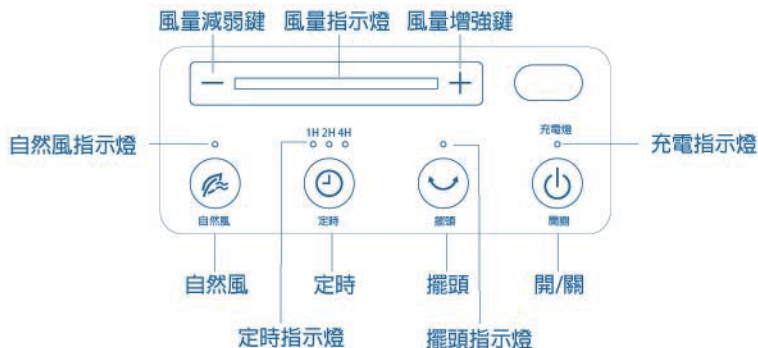 風量減弱鍵 風量指示燈 風量增強鍵
1H 2H 4H
充電燈
自然風指示燈
充電指示燈
自然風 定時 擺頭 開關
自然風 定時 擺頭 開/關
定時指示燈 擺頭指示燈